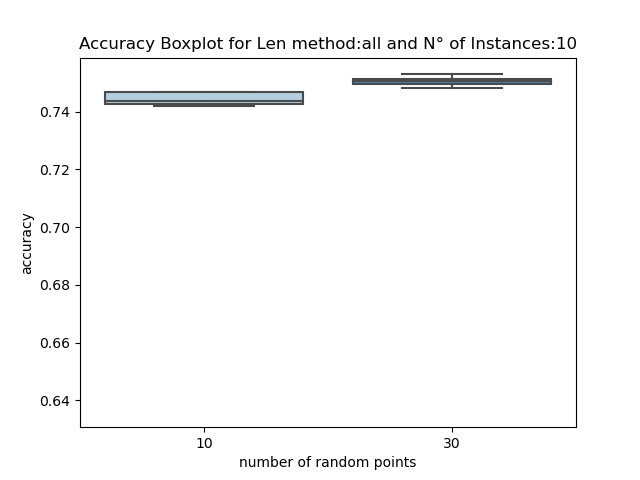 Accuracy Boxplot for Len method:all and N° of Instances:10
0.74
0.72
0.70
0.68
0.66
0.64
accuracy
10
30
number of random points